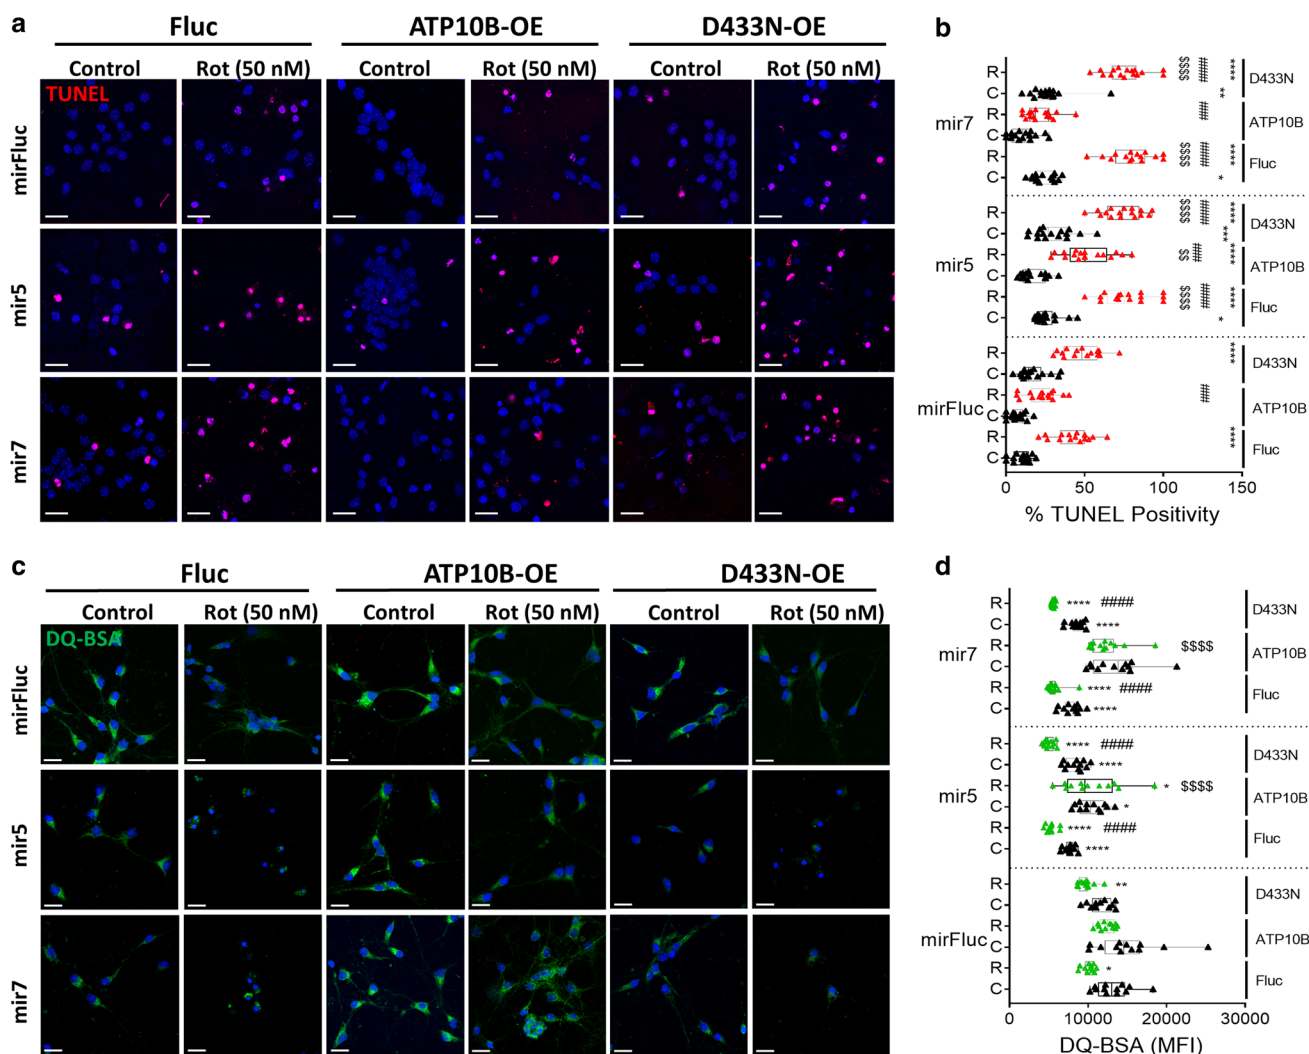 a
Fluc ATP10B-OE D433N-OE
Control Rot (50 nM) Control Rot (50 nM) Control Rot (50 nM)
TUNEL
mirFluc
mir5
mir7
b
R $$$$ #### **** D433N
C **
mir7 R ### ATP10B
C
R $$$$ #### **** Fluc
C *
R $$$$ #### **** D433N
C ***
mir5 R $$ #### **** ATP10B
C
R $$$$ #### **** Fluc
C *
R **** D433N
C
mirFluc R ### ATP10B
C
R **** Fluc
C
0 50 100 150
% TUNEL Positivity
c
Fluc ATP10B-OE D433N-OE
Control Rot (50 nM) Control Rot (50 nM) Control Rot (50 nM)
DQ-BSA
mirFluc
mir5
mir7
d
R **** #### D433N
C ****
mir7 R $$$$ ATP10B
C
R **** #### Fluc
C ****
R **** #### D433N
C ****
mir5 R * $$$$ ATP10B
C *
R **** #### Fluc
C ****
R ** D433N
C
mirFluc R ATP10B
C
R * Fluc
C
0 10000 20000 30000
DQ-BSA (MFI)